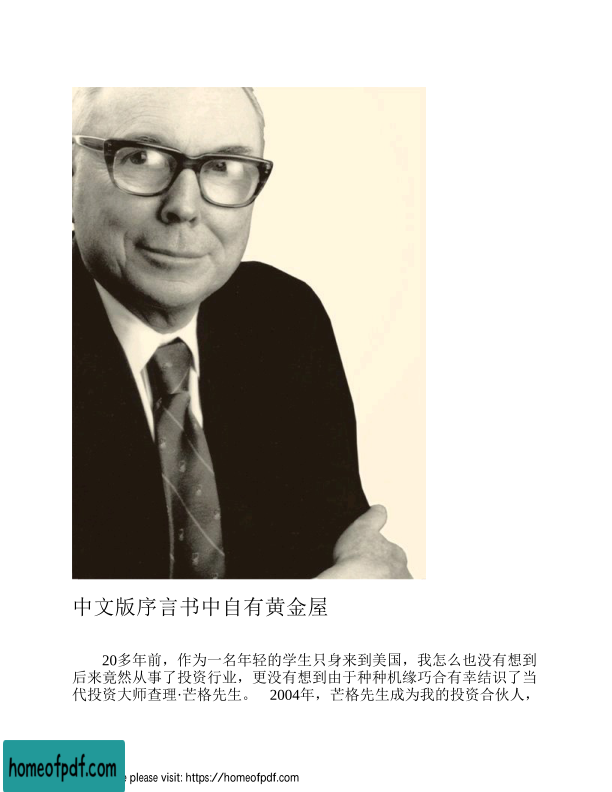 中文版序言书中自有黄金屋
20多年前，作为一名年轻的学生只身来到美国，我怎么也没有想到
后来竟然从事了投资行业，更没有想到由于种种机缘巧合有幸结识了当
代投资大师查理·芒格先生。 2004年，芒格先生成为我的投资合伙人，
homeofpdf.com
e please visit: https://homeofpdf.com